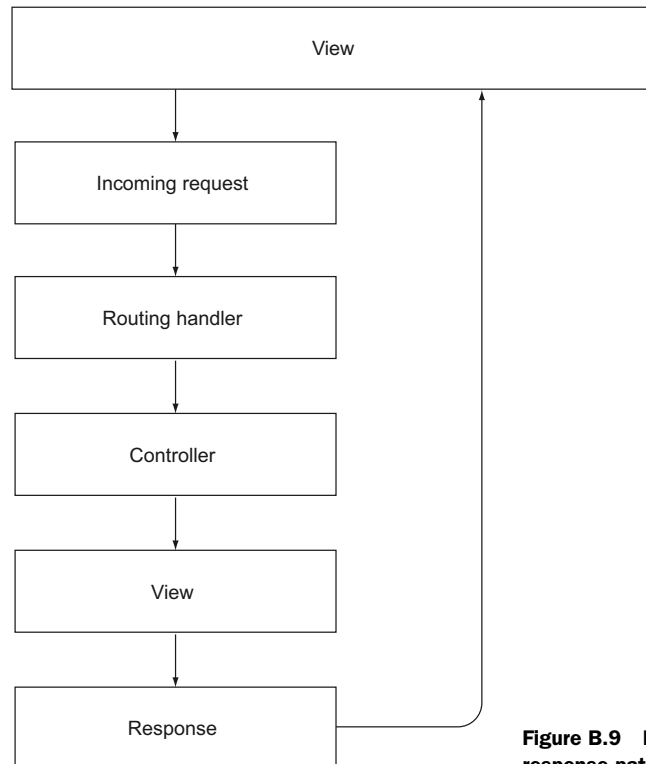 View
Incoming request
Routing handler
Controller
View
Response
Figure B.9